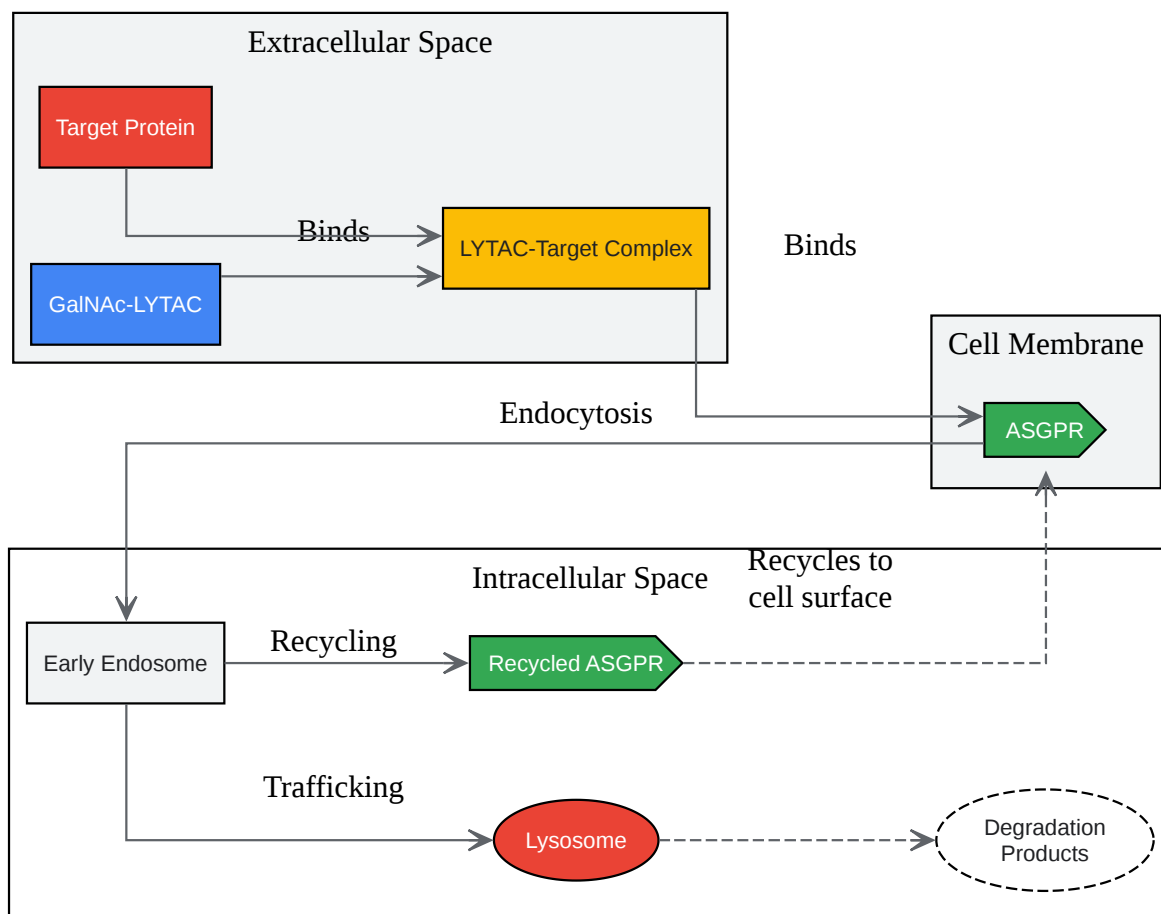 Extracellular Space
Target Protein
Binds
LYTAC-Target Complex
Binds
GalNAc-LYTAC
Cell Membrane
Endocytosis
ASGPR
Recycles to
cell surface
Intracellular Space
Early Endosome
Recycling
Recycled ASGPR
Trafficking
Lysosome
Degradation
Products